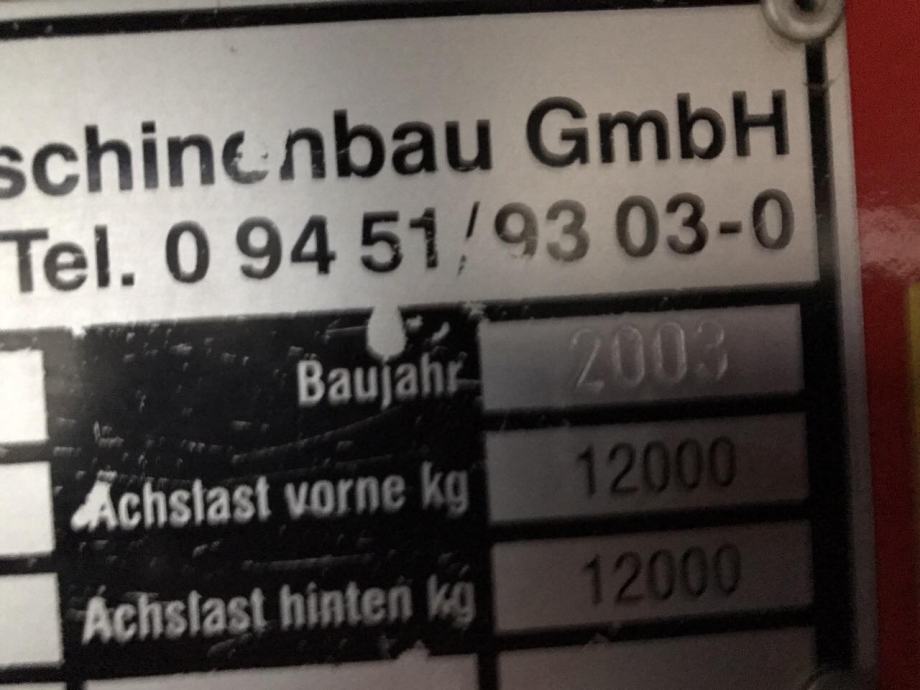 schinenbau GmbH
Tel. 0 94 51/93 03-0
Baujahr 2003
Achslast vorne kg 12000
Achslast hinten kg 12000